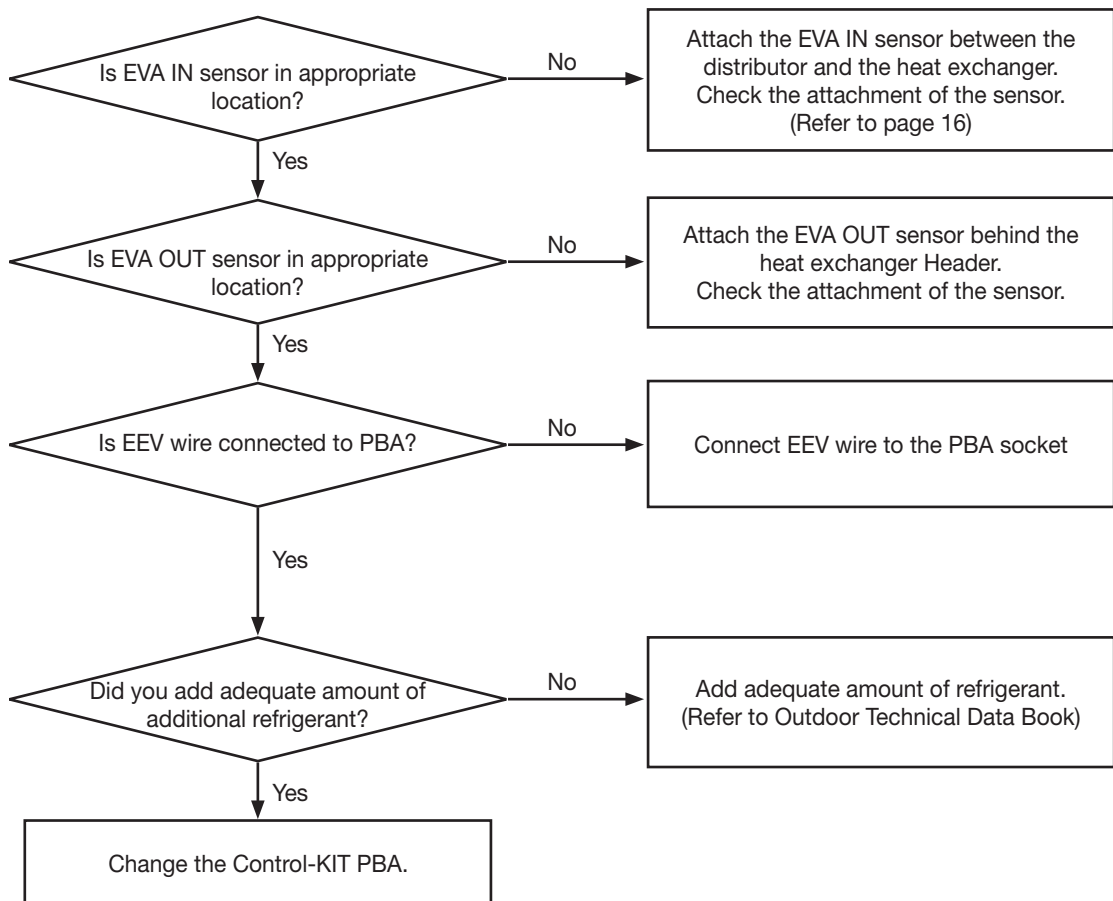 Is EVA IN sensor in appropriate
location?
No
Attach the EVA IN sensor between the
distributor and the heat exchanger.
Check the attachment of the sensor.
(Refer to page 16)
Yes
Is EVA OUT sensor in appropriate
location?
No
Attach the EVA OUT sensor behind the
heat exchanger Header.
Check the attachment of the sensor.
Yes
Is EEV wire connected to PBA?
No
Connect EEV wire to the PBA socket
Yes
Did you add adequate amount of
additional refrigerant?
No
Add adequate amount of refrigerant.
(Refer to Outdoor Technical Data Book)
Yes
Change the Control-KIT PBA.